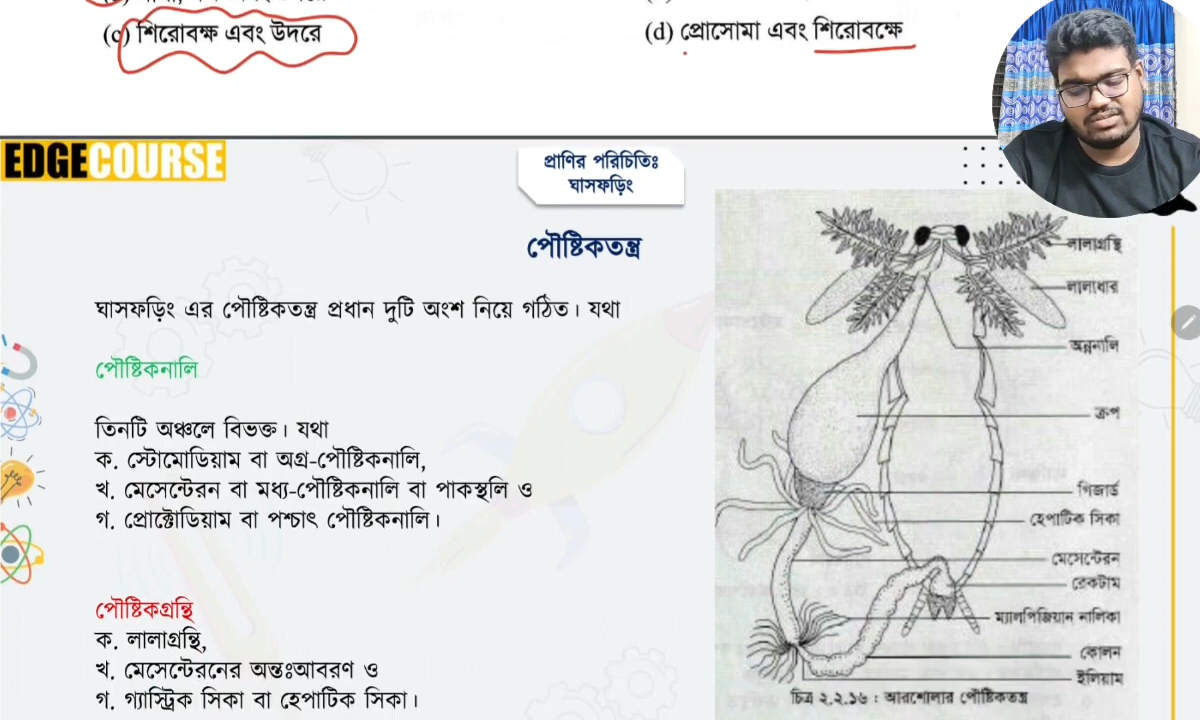 (c) শিরোবক্ষ এবং উদরে
(d) প্রোসোমা এবং শিরোবক্ষে
EDGECOURSE
প্রাণির পরিচিতিঃ
ঘাসফড়িং
পৌষ্টিকতন্ত্র
ঘাসফড়িং এর পৌষ্টিকতন্ত্র প্রধান দুটি অংশ নিয়ে গঠিত। যথা
পৌষ্টিকনালি
তিনটি অঞ্চলে বিভক্ত। যথা
ক. স্টোমোডিয়াম বা অগ্র-পৌষ্টিকনালি,
খ. মেসেন্টেরন বা মধ্য-পৌষ্টিকনালি বা পাকস্থলি ও
গ. প্রোক্টোডিয়াম বা পশ্চাৎ পৌষ্টিকনালি।
পৌষ্টিকগ্রন্থি
ক. লালাগ্রন্থি,
খ. মেসেন্টেরনের অন্তঃআবরণ ও
গ. গ্যাস্ট্রিক সিকা বা হেপাটিক সিকা।
লালাগ্রন্থি
লালাধার
অন্ননালি
ক্রপ
গিজার্ড
হেপাটিক সিকা
মেসেন্টেরন
রেকটাম
ম্যালপিজিয়ান নালিকা
কোলন
ইলিয়াম
চিত্র ২.২.১৬ : আরশোলার পৌষ্টিকতন্ত্র